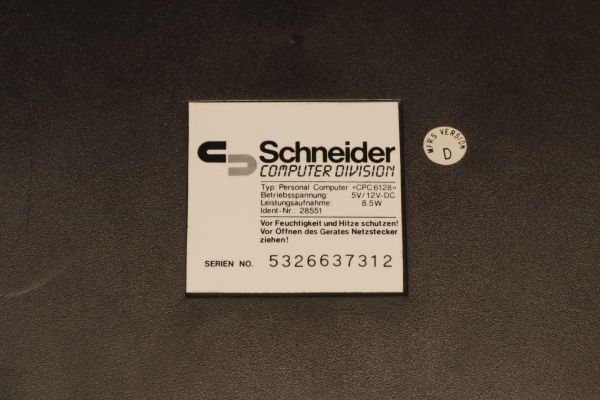 Schneider
COMPUTER DIVISION
Typ: Personal Computer «CPC 6128»
Betriebsspannung: 5V/12V-DC
Leistungsaufnahme: 8.5W
Ident-Nr.: 28551
Vor Feuchtigkeit und Hitze schützen!
Vor Öffnen des Gerätes Netzstecker
ziehen!
SERIEN NO. 5326637312
MFRS VERSION
D